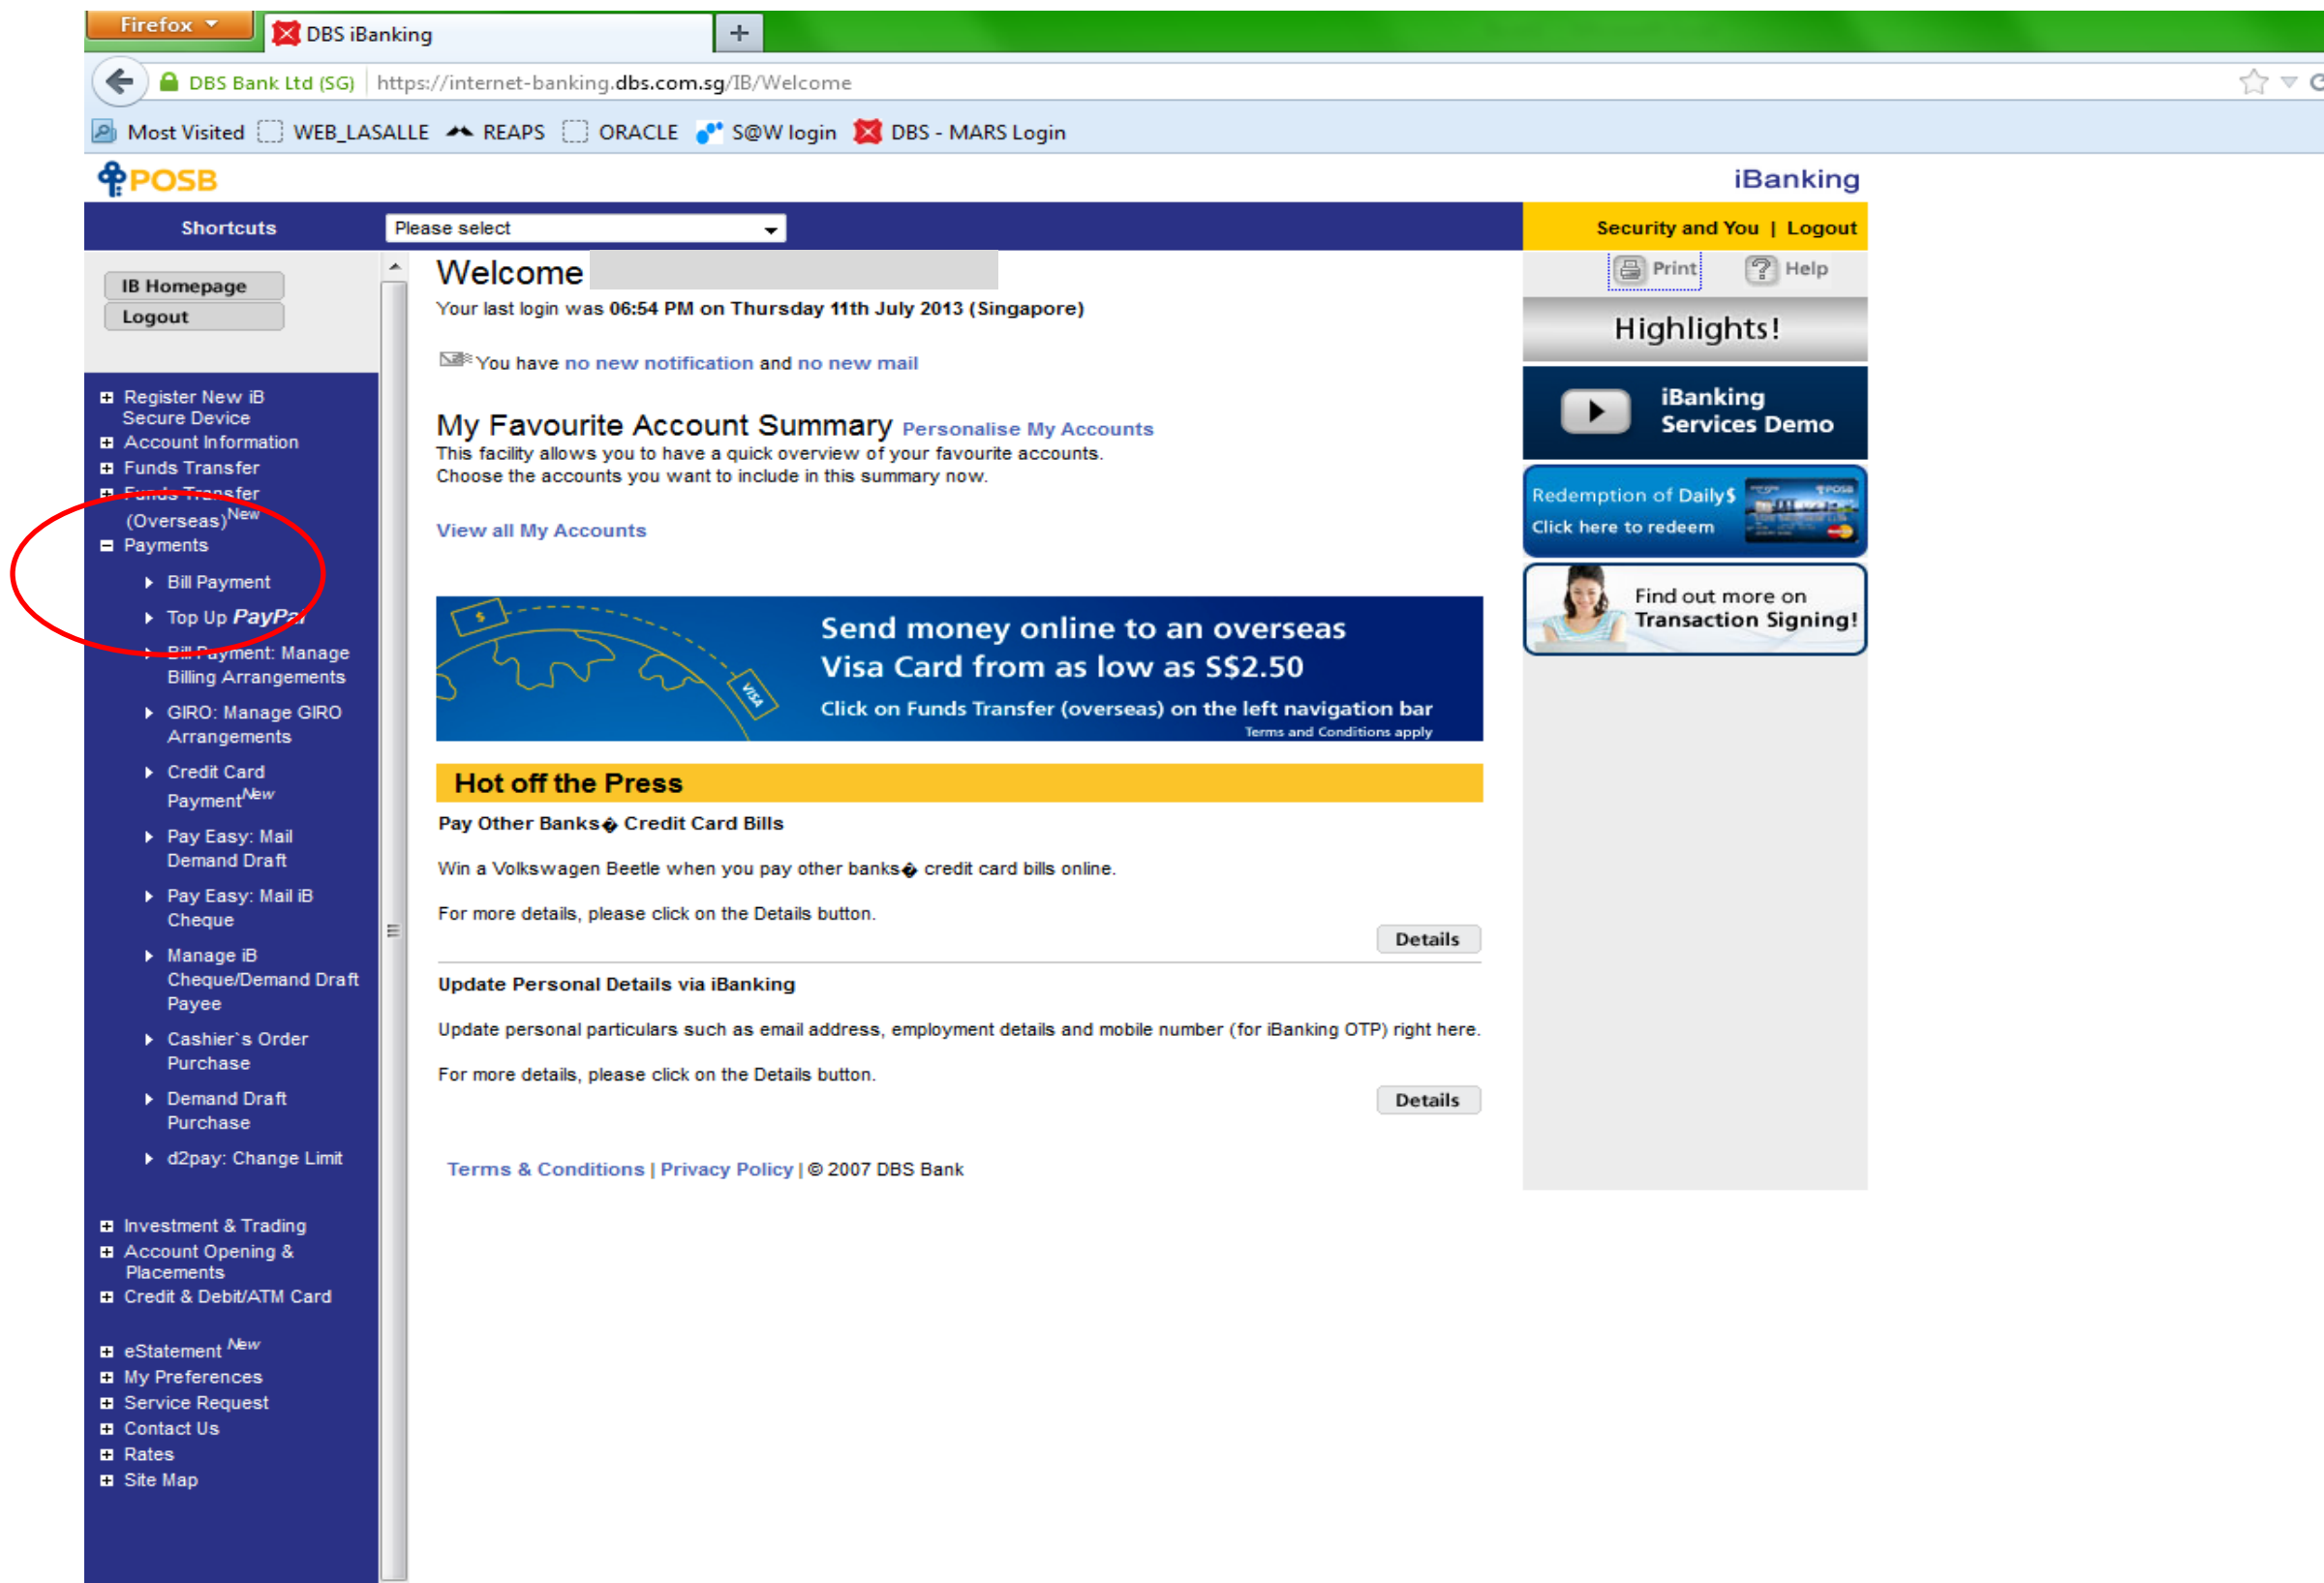 Firefox
DBS iBanking
DBS Bank Ltd (SG) https://internet-banking.dbs.com.sg/IB/Welcome
Most Visited WEB_LASALLE REAPS ORACLE S@W login DBS - MARS Login
POSB
iBanking
Shortcuts
Please select
Security and You | Logout
IB Homepage
Logout
Register New iB
Secure Device
Account Information
Funds Transfer
Funds Transfer
(Overseas)New
Payments
Bill Payment
Top Up PayPal
Bill Payment: Manage
Billing Arrangements
GIRO: Manage GIRO
Arrangements
Credit Card
PaymentNew
Pay Easy: Mail
Demand Draft
Pay Easy: Mail iB
Cheque
Manage iB
Cheque/Demand Draft
Payee
Cashier`s Order
Purchase
Demand Draft
Purchase
d2pay: Change Limit
Investment & Trading
Account Opening &
Placements
Credit & Debit/ATM Card
eStatement New
My Preferences
Service Request
Contact Us
Rates
Site Map
Welcome
Your last login was 06:54 PM on Thursday 11th July 2013 (Singapore)
You have no new notification and no new mail
My Favourite Account Summary Personalise My Accounts
This facility allows you to have a quick overview of your favourite accounts.
Choose the accounts you want to include in this summary now.
View all My Accounts
$
VISA
Send money online to an overseas
Visa Card from as low as S$2.50
Click on Funds Transfer (overseas) on the left navigation bar
Terms and Conditions apply
Hot off the Press
Pay Other Banks� Credit Card Bills
Win a Volkswagen Beetle when you pay other banks� credit card bills online.
For more details, please click on the Details button.
Details
Update Personal Details via iBanking
Update personal particulars such as email address, employment details and mobile number (for iBanking OTP) right here.
For more details, please click on the Details button.
Details
Terms & Conditions | Privacy Policy | © 2007 DBS Bank
Print
Help
Highlights!
iBanking
Services Demo
Redemption of Daily$
Click here to redeem
POSB
Find out more on
Transaction Signing!